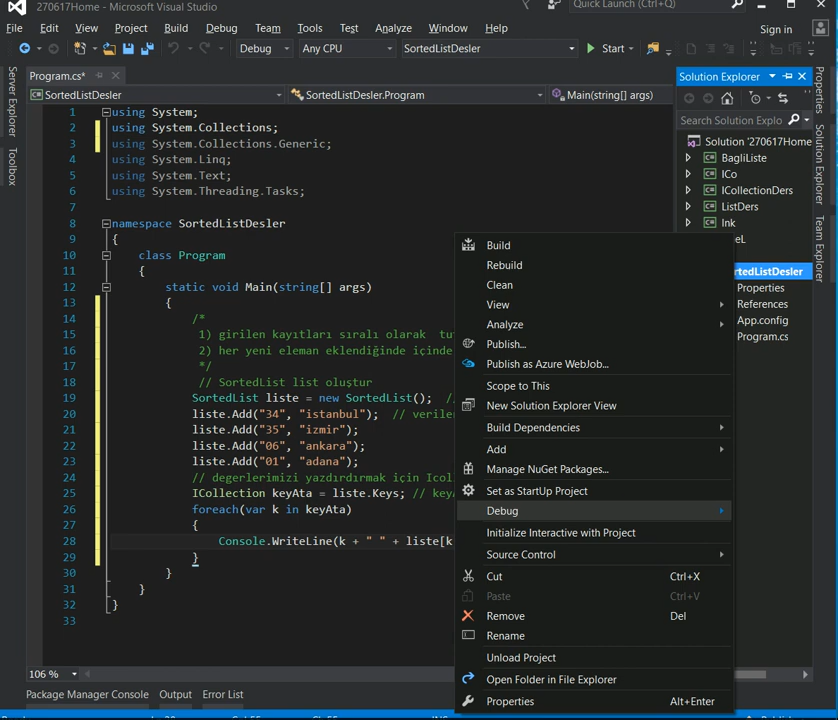 270617Home - Microsoft Visual Studio
Quick Launch (Ctrl+Q)
File Edit View Project Build Debug Team Tools Test Analyze Window Help
Sign in
Debug Any CPU SortedListDesler Start
Server Explorer
Toolbox
Program.cs*
SortedListDesler SortedListDesler.Program Main(string[] args)
1 using System;
2 using System.Collections;
3 using System.Collections.Generic;
4 using System.Linq;
5 using System.Text;
6 using System.Threading.Tasks;
7
8 namespace SortedListDesler
9 {
10 class Program
11 {
12 static void Main(string[] args)
13 {
14 /*
15 1) girilen kayıtları sıralı olarak tu
16 2) her yeni eleman eklendiğinde içinde
17 */
18 // SortedList list oluştur
19 SortedList liste = new SortedList(); //
20 liste.Add("34", "istanbul"); // verile
21 liste.Add("35", "izmir");
22 liste.Add("06", "ankara");
23 liste.Add("01", "adana");
24 // degerlerimizi yazdırdırmak için Icol
25 ICollection keyAta = liste.Keys; // key
26 foreach(var k in keyAta)
27 {
28 Console.WriteLine(k + " " + liste[k
29 }
30 }
31 }
32 }
33
106 %
Package Manager Console Output Error List
Build
Rebuild
Clean
View
Analyze
Publish...
Publish as Azure WebJob...
Scope to This
New Solution Explorer View
Build Dependencies
Add
Manage NuGet Packages...
Set as StartUp Project
Debug
Initialize Interactive with Project
Source Control
Cut Ctrl+X
Paste Ctrl+V
Remove Del
Rename
Unload Project
Open Folder in File Explorer
Properties Alt+Enter
Solution Explorer
Search Solution Explo
Solution '270617Home
BagliListe
ICo
ICollectionDers
ListDers
eL
rtedListDesler
Properties
References
App.config
Program.cs
Properties
Solution Explorer
Team Explorer